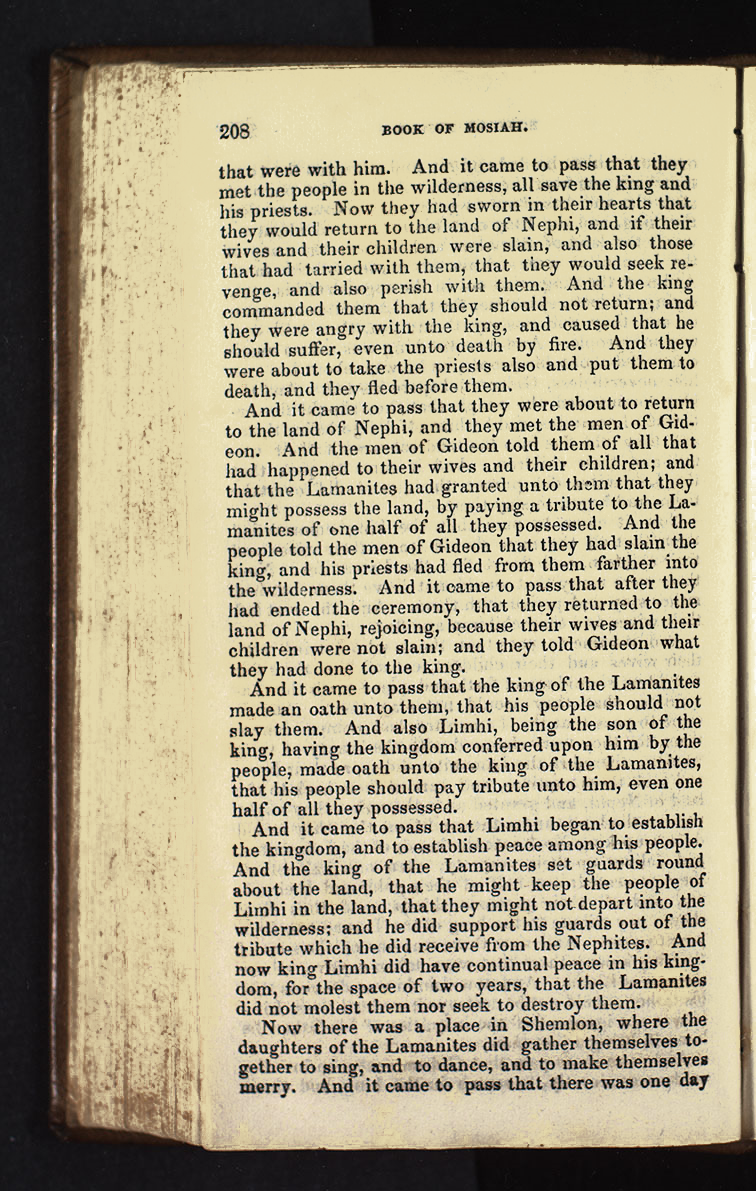 208
BOOK OF MOSIAH.
that were with him. And it came to pass that they
met the people in the wilderness, all save the king and
his priests. Now they had sworn in their hearts that
they would return to the land of Nephi, and if their
wives and their children were slain, and also those
that had tarried with them, that they would seek re-
venge, and also perish with them. And the king
commanded them that they should not return; and
they were angry with the king, and caused that he
should suffer, even unto death by fire. And they
were about to take the priests also and put them to
death, and they fled before them.
And it came to pass that they were about to return
to the land of Nephi, and they met the men of Gid-
eon. And the men of Gideon told them of all that
had happened to their wives and their children; and
that the Lamanites had granted unto them that they
might possess the land, by paying a tribute to the La-
manites of one half of all they possessed. And the
people told the men of Gideon that they had slain the
king, and his priests had fled from them farther into
the wilderness. And it came to pass that after they
had ended the ceremony, that they returned to the
land of Nephi, rejoicing, because their wives and their
children were not slain; and they told Gideon what
they had done to the king.
And it came to pass that the king of the Lamanites
made an oath unto them, that his people should not
slay them. And also Limhi, being the son of the
king, having the kingdom conferred upon him by the
people, made oath unto the king of the Lamanites,
that his people should pay tribute unto him, even one
half of all they possessed.
And it came to pass that Limhi began to establish
the kingdom, and to establish peace among his people.
And the king of the Lamanites set guards round
about the land, that he might keep the people of
Limhi in the land, that they might not depart into the
wilderness; and he did support his guards out of the
tribute which he did receive from the Nephites. And
now king Limhi did have continual peace in his king-
dom, for the space of two years, that the Lamanites
did not molest them nor seek to destroy them.
Now there was a place in Shemlon, where the
daughters of the Lamanites did gather themselves to-
gether to sing, and to dance, and to make themselves
merry. And it came to pass that there was one day